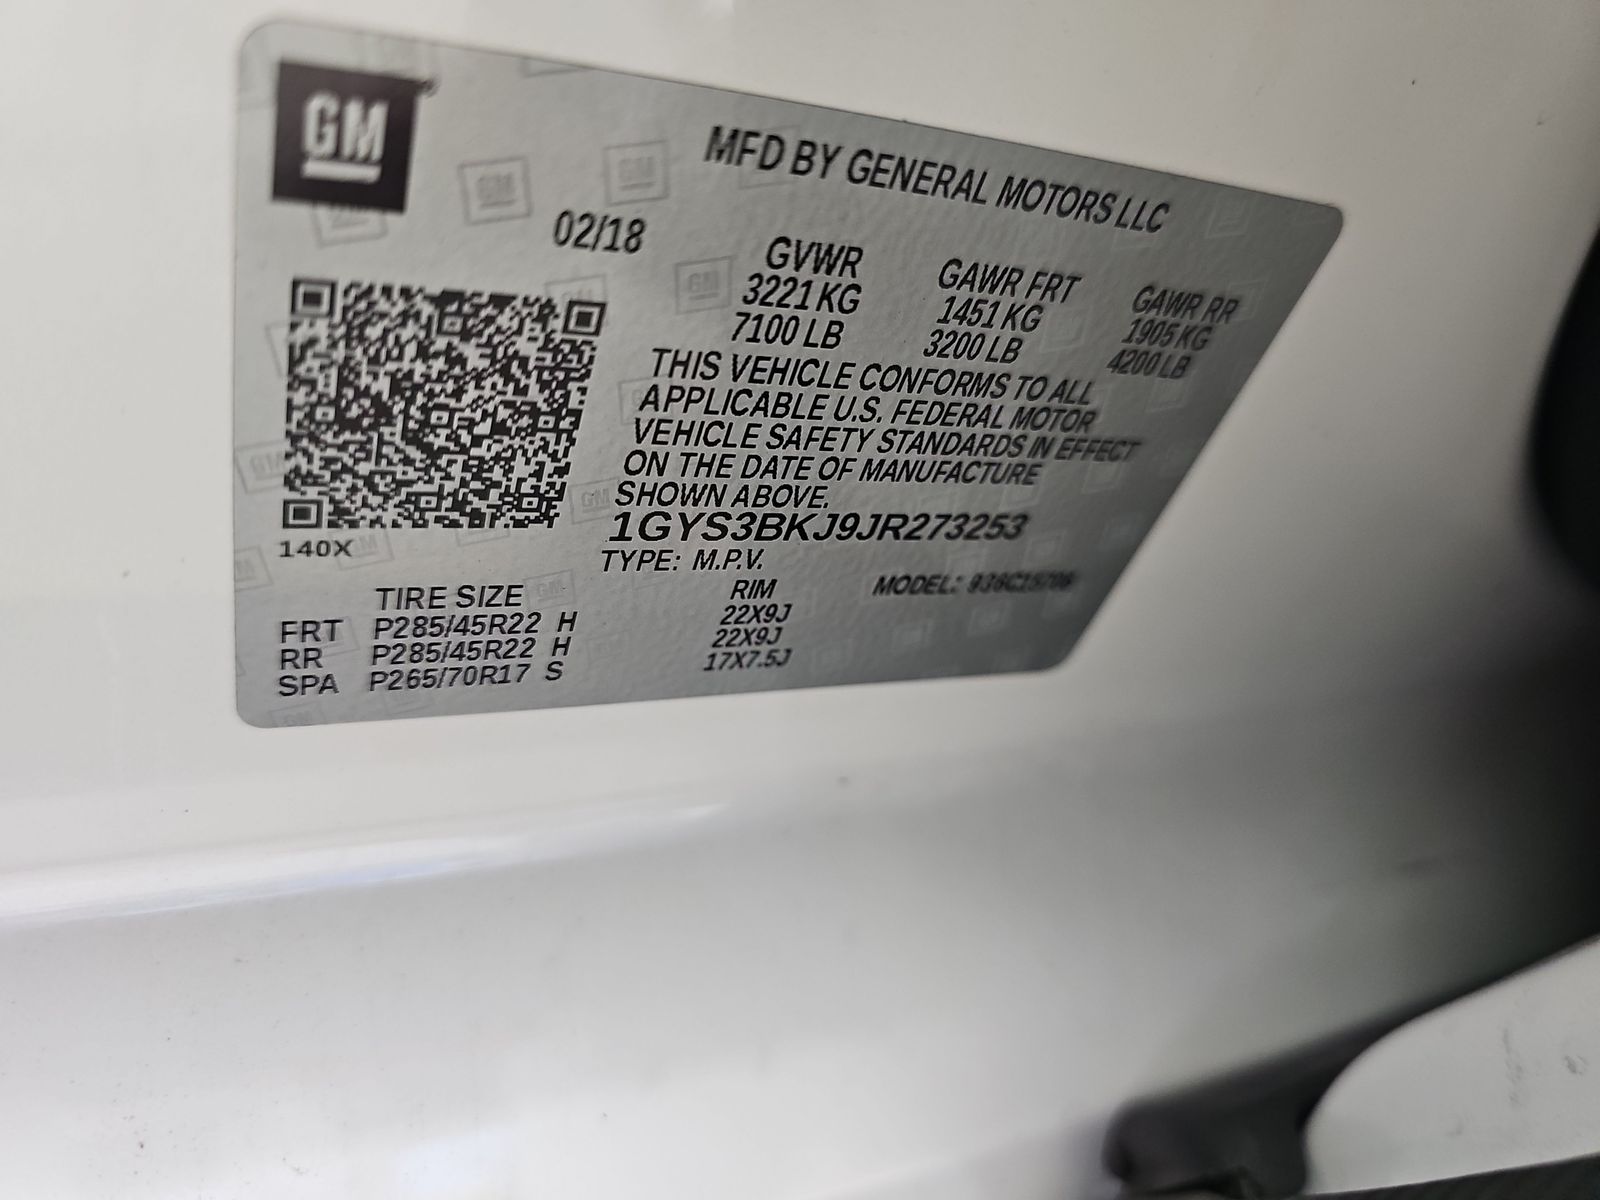 GM
MFD BY GENERAL MOTORS LLC
02/18
GVWR GAWR FRT GAWR RR
3221 KG 1451 KG 1905 KG
7100 LB 3200 LB 4200 LB
THIS VEHICLE CONFORMS TO ALL
APPLICABLE U.S. FEDERAL MOTOR
VEHICLE SAFETY STANDARDS IN EFFECT
ON THE DATE OF MANUFACTURE
SHOWN ABOVE.
1GYS3BKJ9JR273253
140X
TYPE: M.P.V.
MODEL:
TIRE SIZE RIM
FRT P285/45R22 H 22X9J
RR P285/45R22 H 22X9J
SPA P265/70R17 S 17X7.5J